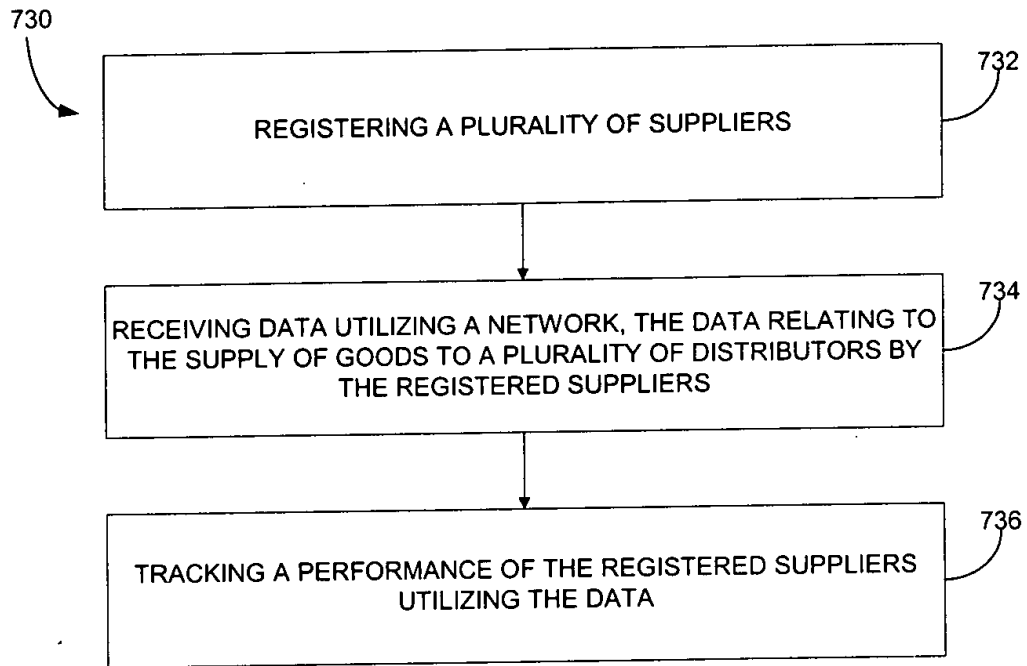 730
732
REGISTERING A PLURALITY OF SUPPLIERS
734
RECEIVING DATA UTILIZING A NETWORK, THE DATA RELATING TO
THE SUPPLY OF GOODS TO A PLURALITY OF DISTRIBUTORS BY
THE REGISTERED SUPPLIERS
736
TRACKING A PERFORMANCE OF THE REGISTERED SUPPLIERS
UTILIZING THE DATA